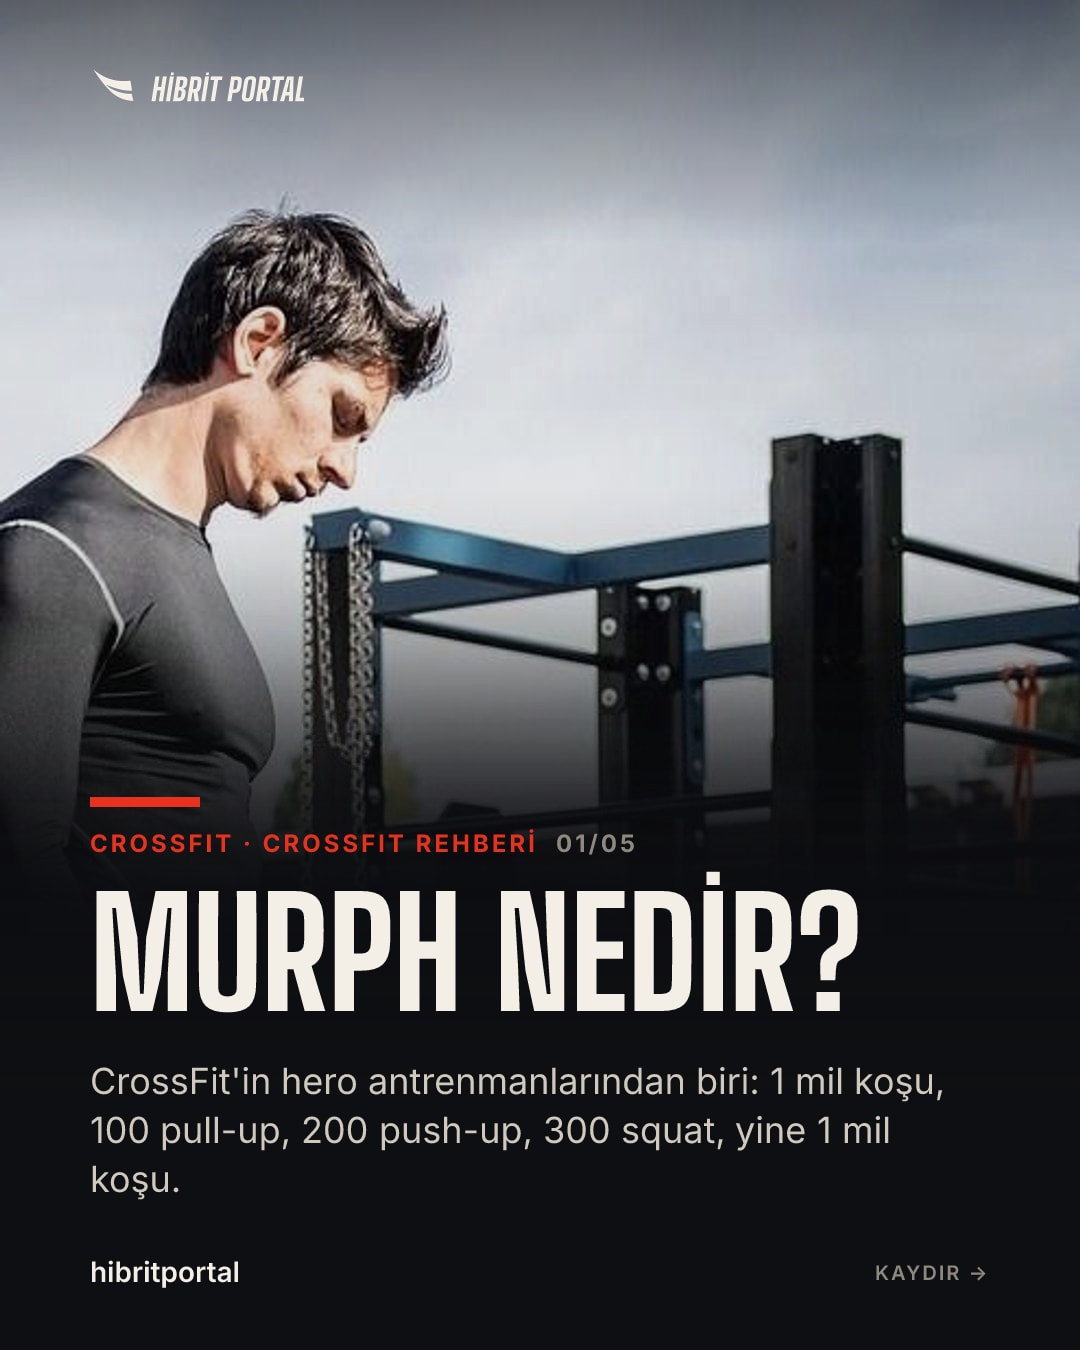 HİBRİT PORTAL
CROSSFIT · CROSSFIT REHBERİ 01/05
MURPH NEDİR?
CrossFit'in hero antrenmanlarından biri: 1 mil koşu,
100 pull-up, 200 push-up, 300 squat, yine 1 mil
koşu.
hibritportal
KAYDIR →